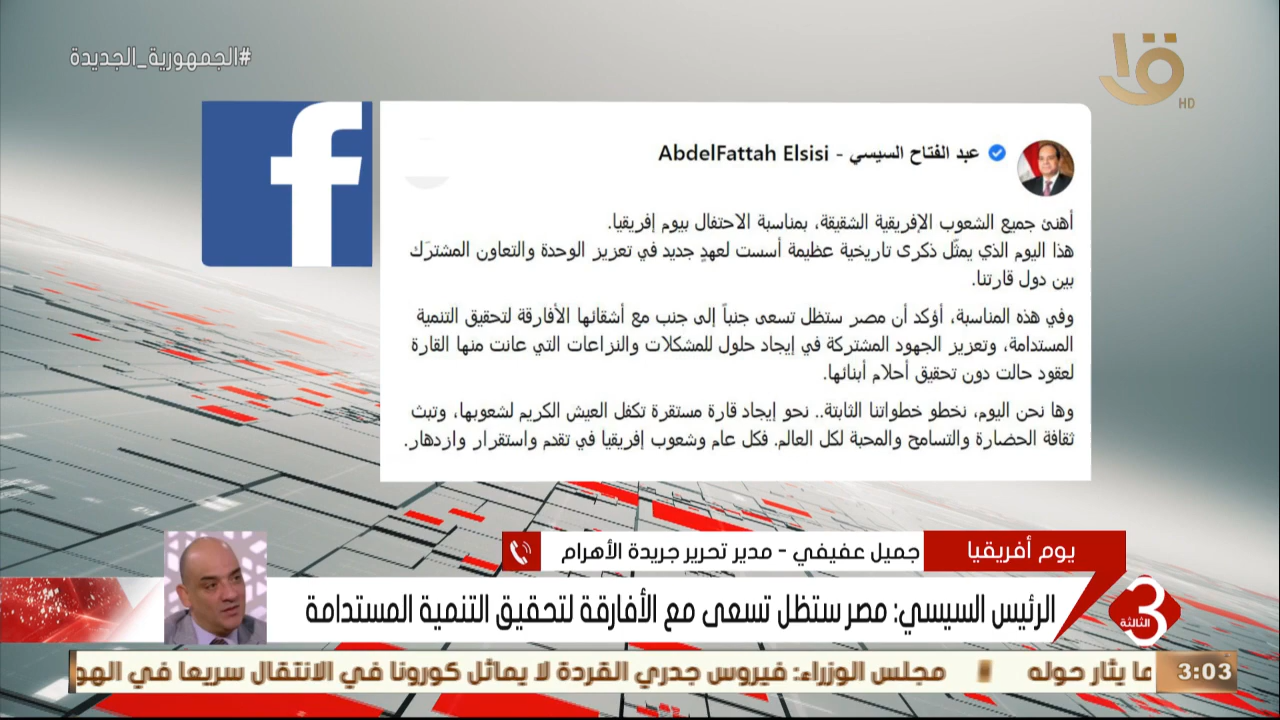 #الجمهورية_الجديدة
HD
عبد الفتاح السيسي - AbdelFattah Elsisi
أهنئ جميع الشعوب الإفريقية الشقيقة، بمناسبة الاحتفال بيوم إفريقيا.
هذا اليوم الذي يمثّل ذكرى تاريخية عظيمة أسست لعهدٍ جديد في تعزيز الوحدة والتعاون المشترَك
بين دول قارتنا.
وفي هذه المناسبة، أؤكد أن مصر ستظل تسعى جنباً إلى جنب مع أشقائها الأفارقة لتحقيق التنمية
المستدامة، وتعزيز الجهود المشتركة في إيجاد حلول للمشكلات والنزاعات التي عانت منها القارة
لعقود حالت دون تحقيق أحلام أبنائها.
وها نحن اليوم، نخطو خطواتنا الثابتة.. نحو إيجاد قارة مستقرة تكفل العيش الكريم لشعوبها، وتبث
ثقافة الحضارة والتسامح والمحبة لكل العالم. فكل عام وشعوب إفريقيا في تقدم واستقرار وازدهار.
يوم أفريقيا
جميل عفيفي - مدير تحرير جريدة الأهرام
3 الثالثة
الرئيس السيسي: مصر ستظل تسعى مع الأفارقة لتحقيق التنمية المستدامة
3:03
ما يثار حوله
مجلس الوزراء: فيروس جدري القردة لا يماثل كورونا في الانتقال سريعا في الهو